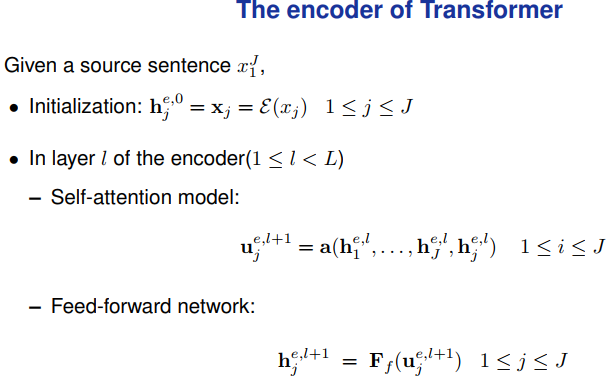 The encoder of Transformer
Given a source sentence $x_1^J$,
• Initialization: $\mathbf{h}_j^{e,0} = \mathbf{x}_j = \mathcal{E}(x_j)$ $1 \leq j \leq J$
• In layer $l$ of the encoder($1 \leq l < L$)
– Self-attention model:
$\mathbf{u}_j^{e,l+1} = \mathbf{a}(\mathbf{h}_1^{e,l}, \ldots, \mathbf{h}_J^{e,l}, \mathbf{h}_j^{e,l})$ $1 \leq i \leq J$
– Feed-forward network:
$\mathbf{h}_j^{e,l+1} = \mathbf{F}_f(\mathbf{u}_j^{e,l+1})$ $1 \leq j \leq J$